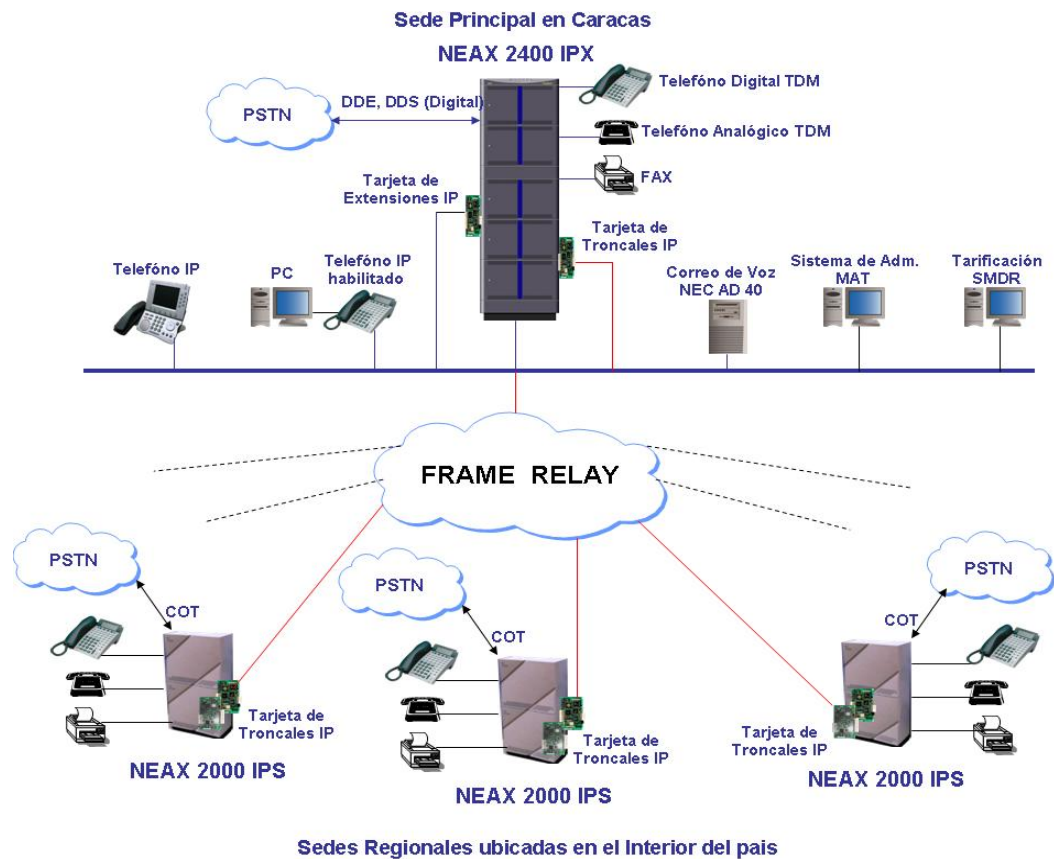 Sede Principal en Caracas
NEAX 2400 IPX
Telefóno Digital TDM
DDE, DDS (Digital)
PSTN
Telefóno Analógico TDM
FAX
Tarjeta de
Extensiones IP
Tarjeta de
Troncales IP
Telefóno IP
PC
Telefóno IP
habilitado
Correo de Voz
NEC AD 40
Sistema de Adm.
MAT
Tarificación
SMDR
FRAME RELAY
PSTN
COT
Tarjeta de
Troncales IP
NEAX 2000 IPS
PSTN
COT
Tarjeta de
Troncales IP
NEAX 2000 IPS
PSTN
COT
Tarjeta de
Troncales IP
NEAX 2000 IPS
Sedes Regionales ubicadas en el Interior del pais